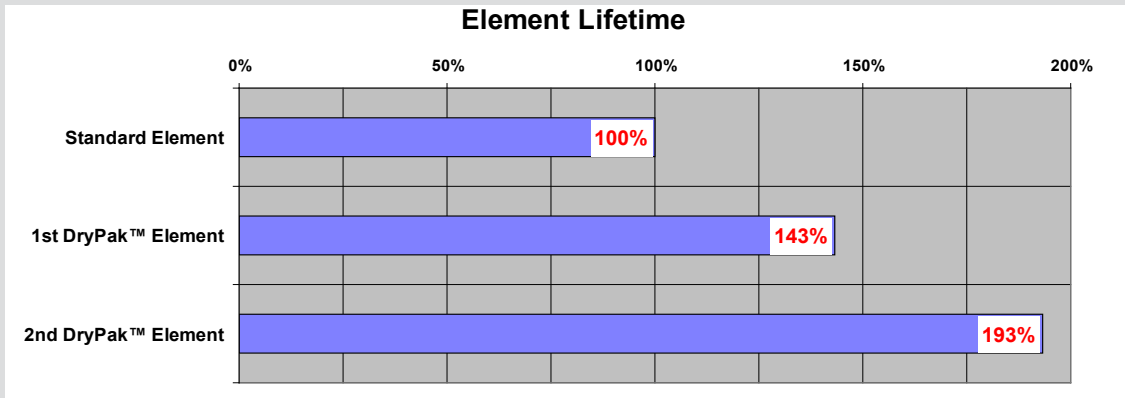 Element Lifetime
0% 50% 100% 150% 200%
Standard Element 100%
1st DryPak™ Element 143%
2nd DryPak™ Element 193%